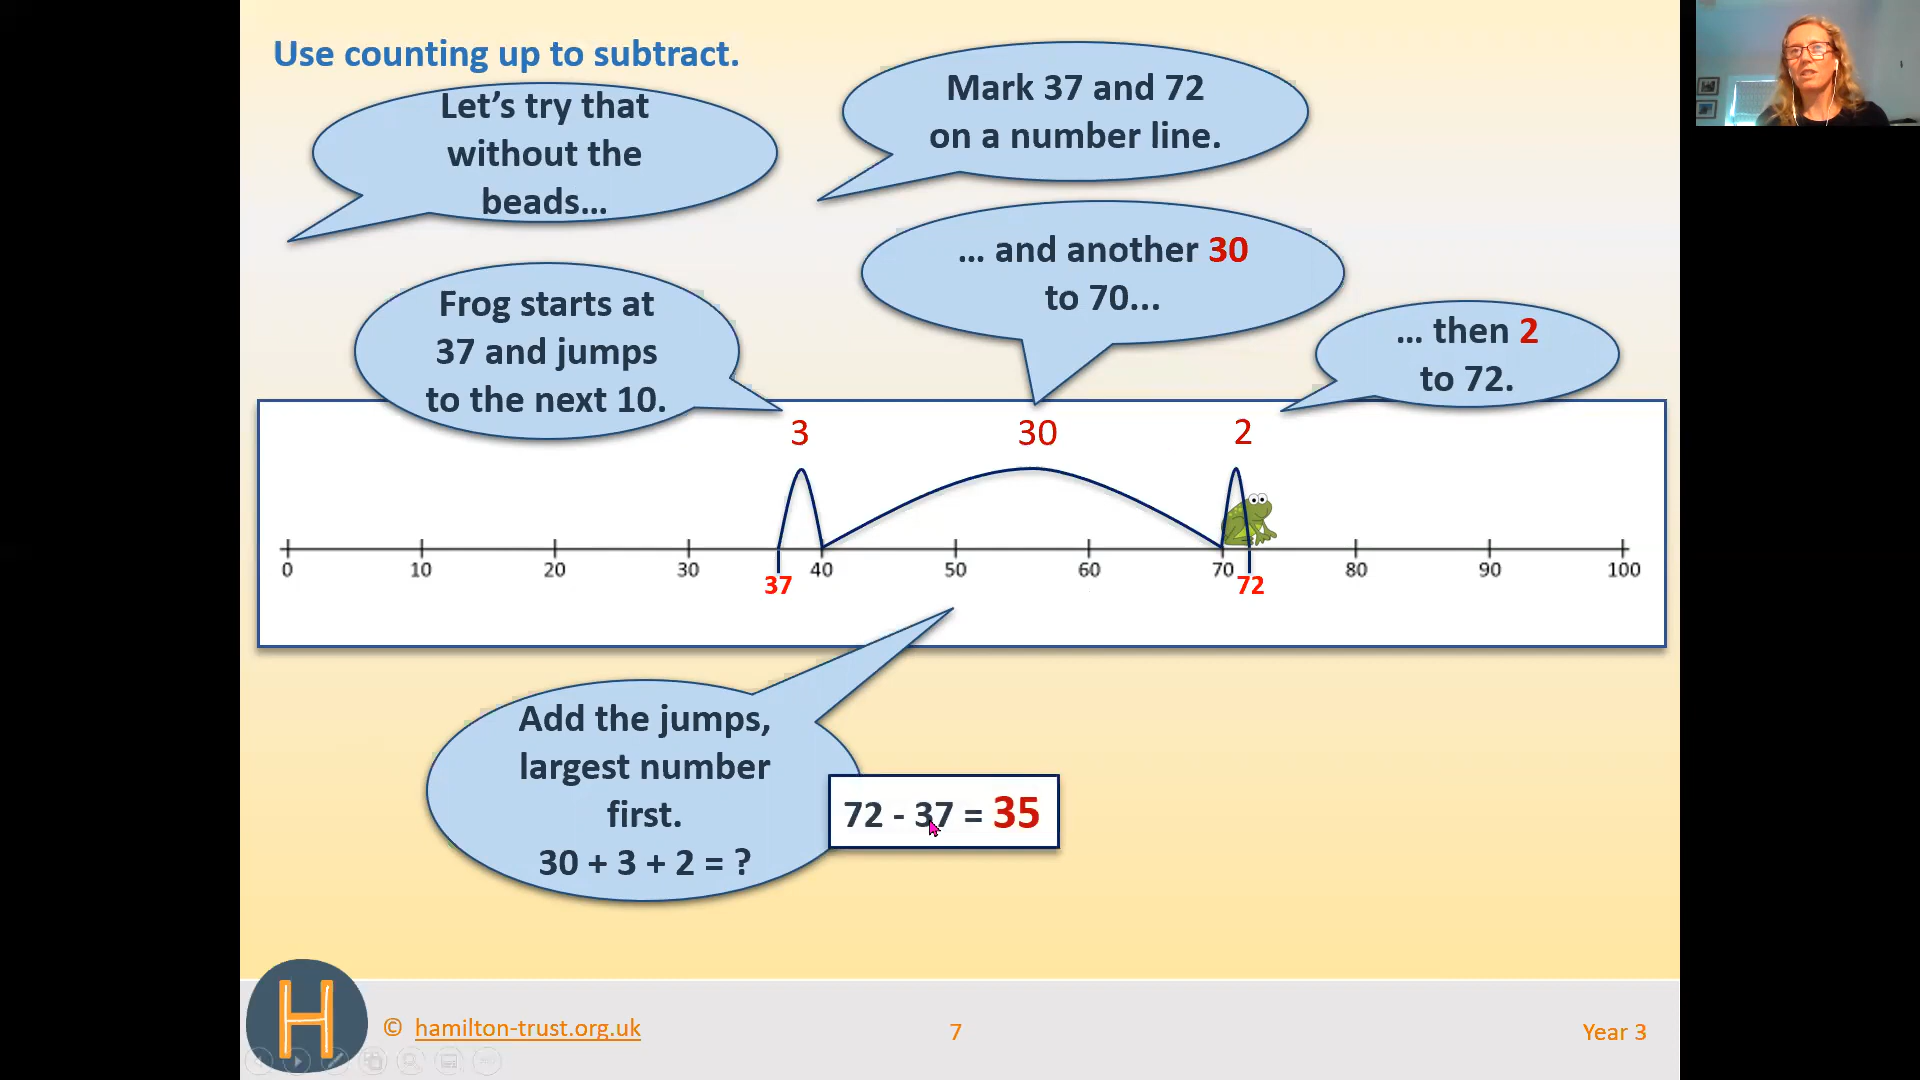 Use counting up to subtract.
Let’s try that
without the
beads...
Mark 37 and 72
on a number line.
Frog starts at
37 and jumps
to the next 10.
... and another 30
to 70...
... then 2
to 72.
3 30 2
0 10 20 30 40 50 60 70 80 90 100
37 72
Add the jumps,
largest number
first.
30 + 3 + 2 = ?
72 - 37 = 35
H
© hamilton-trust.org.uk 7 Year 3